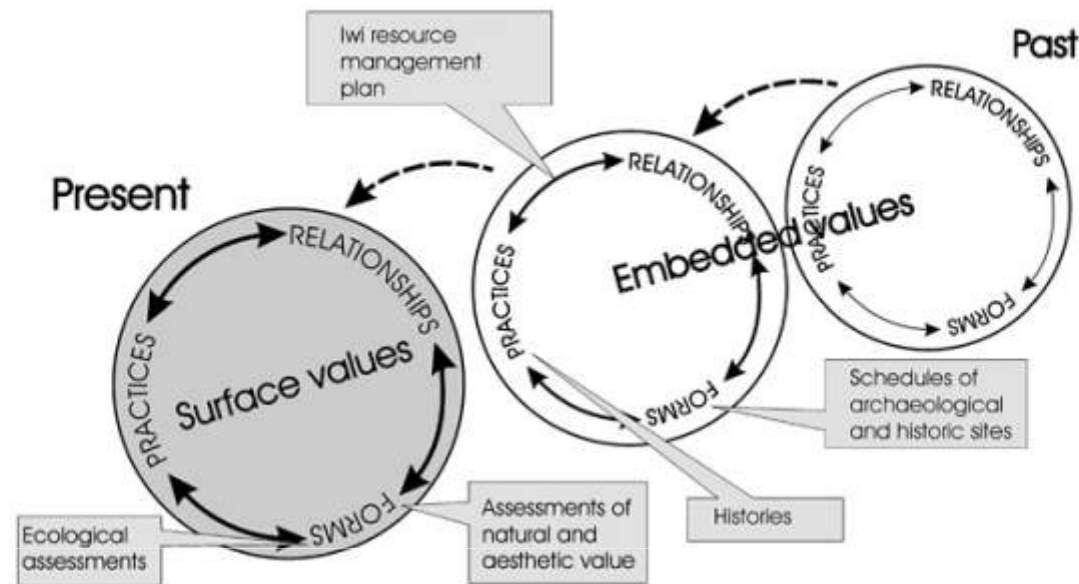 Iwi resource
management
plan
Past
RELATIONSHIPS
PRACTICES
FORMS
Present
RELATIONSHIPS
PRACTICES
FORMS
Embedded values
RELATIONSHIPS
PRACTICES
FORMS
Surface values
Schedules of
archaeological
and historic sites
Histories
Assessments of
natural and
aesthetic value
Ecological
assessments